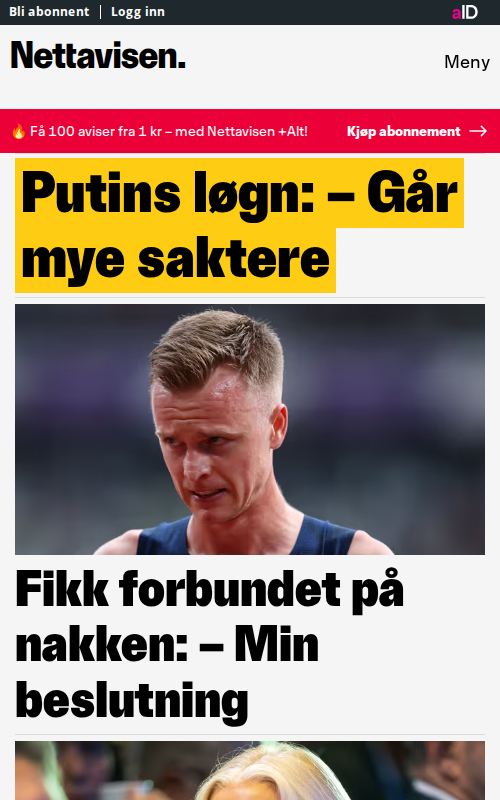 Bli abonnent | Logg inn
aID
Nettavisen.
Meny
🔥 Få 100 aviser fra 1 kr – med Nettavisen +Alt!
Kjøp abonnement →
Putins løgn: – Går
mye saktere
Fikk forbundet på
nakken: – Min
beslutning